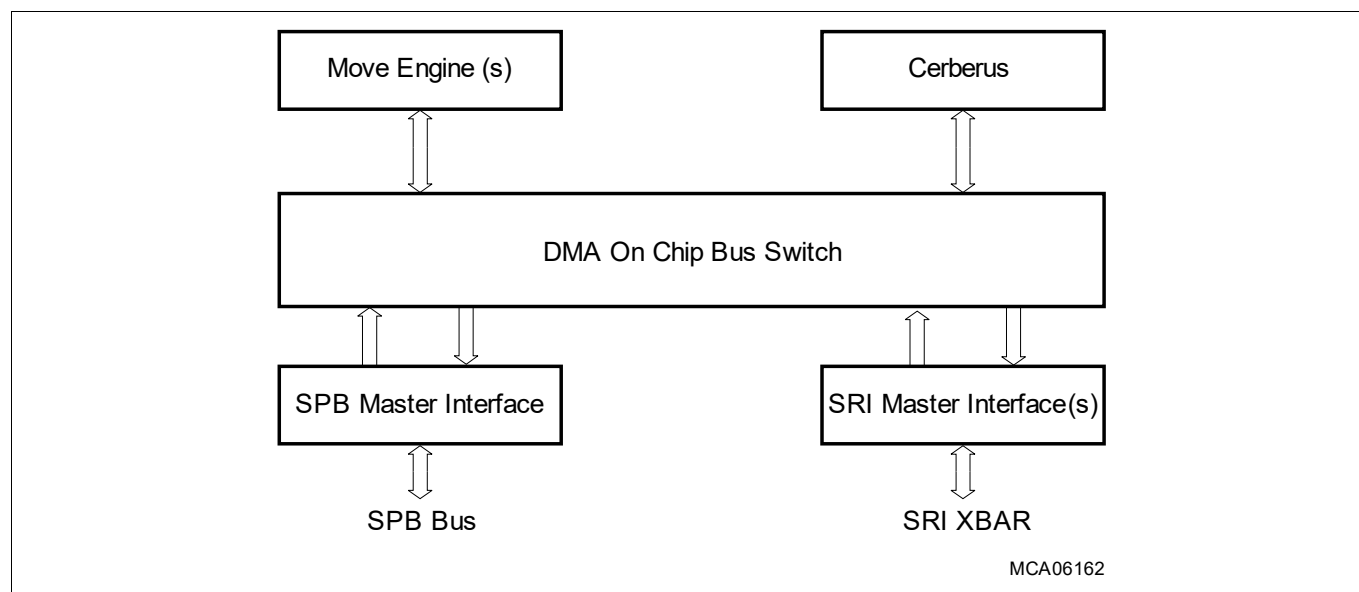 Move Engine (s)
Cerberus
DMA On Chip Bus Switch
SPB Master Interface
SRI Master Interface(s)
SPB Bus
SRI XBAR
MCA06162